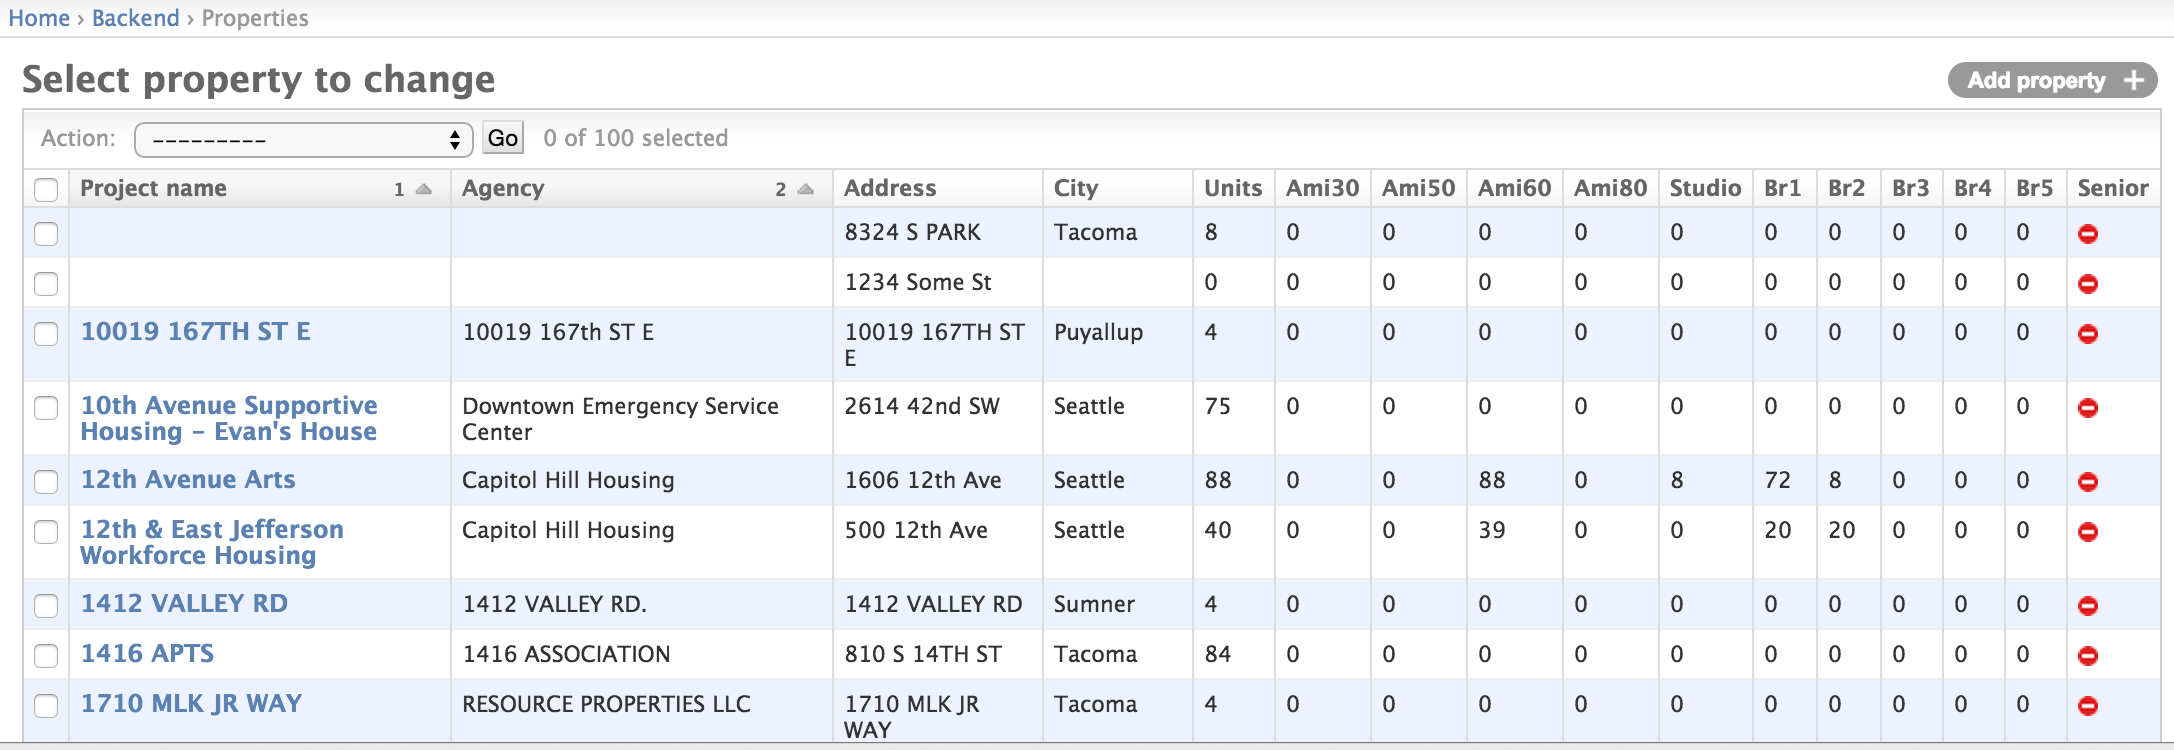 Home › Backend › Properties
Select property to change
Add property +
Action: --------- Go 0 of 100 selected
Project name 1 Agency 2 Address City Units Ami30 Ami50 Ami60 Ami80 Studio Br1 Br2 Br3 Br4 Br5 Senior
8324 S PARK Tacoma 8 0 0 0 0 0 0 0 0 0 0
1234 Some St 0 0 0 0 0 0 0 0 0 0 0
10019 167TH ST E 10019 167th ST E 10019 167TH ST Puyallup 4 0 0 0 0 0 0 0 0 0 0
E
10th Avenue Supportive Downtown Emergency Service 2614 42nd SW Seattle 75 0 0 0 0 0 0 0 0 0 0
Housing – Evan's House Center
12th Avenue Arts Capitol Hill Housing 1606 12th Ave Seattle 88 0 0 88 0 8 72 8 0 0 0
12th & East Jefferson Capitol Hill Housing 500 12th Ave Seattle 40 0 0 39 0 0 20 20 0 0 0
Workforce Housing
1412 VALLEY RD 1412 VALLEY RD. 1412 VALLEY RD Sumner 4 0 0 0 0 0 0 0 0 0 0
1416 APTS 1416 ASSOCIATION 810 S 14TH ST Tacoma 84 0 0 0 0 0 0 0 0 0 0
1710 MLK JR WAY RESOURCE PROPERTIES LLC 1710 MLK JR Tacoma 4 0 0 0 0 0 0 0 0 0 0
WAY